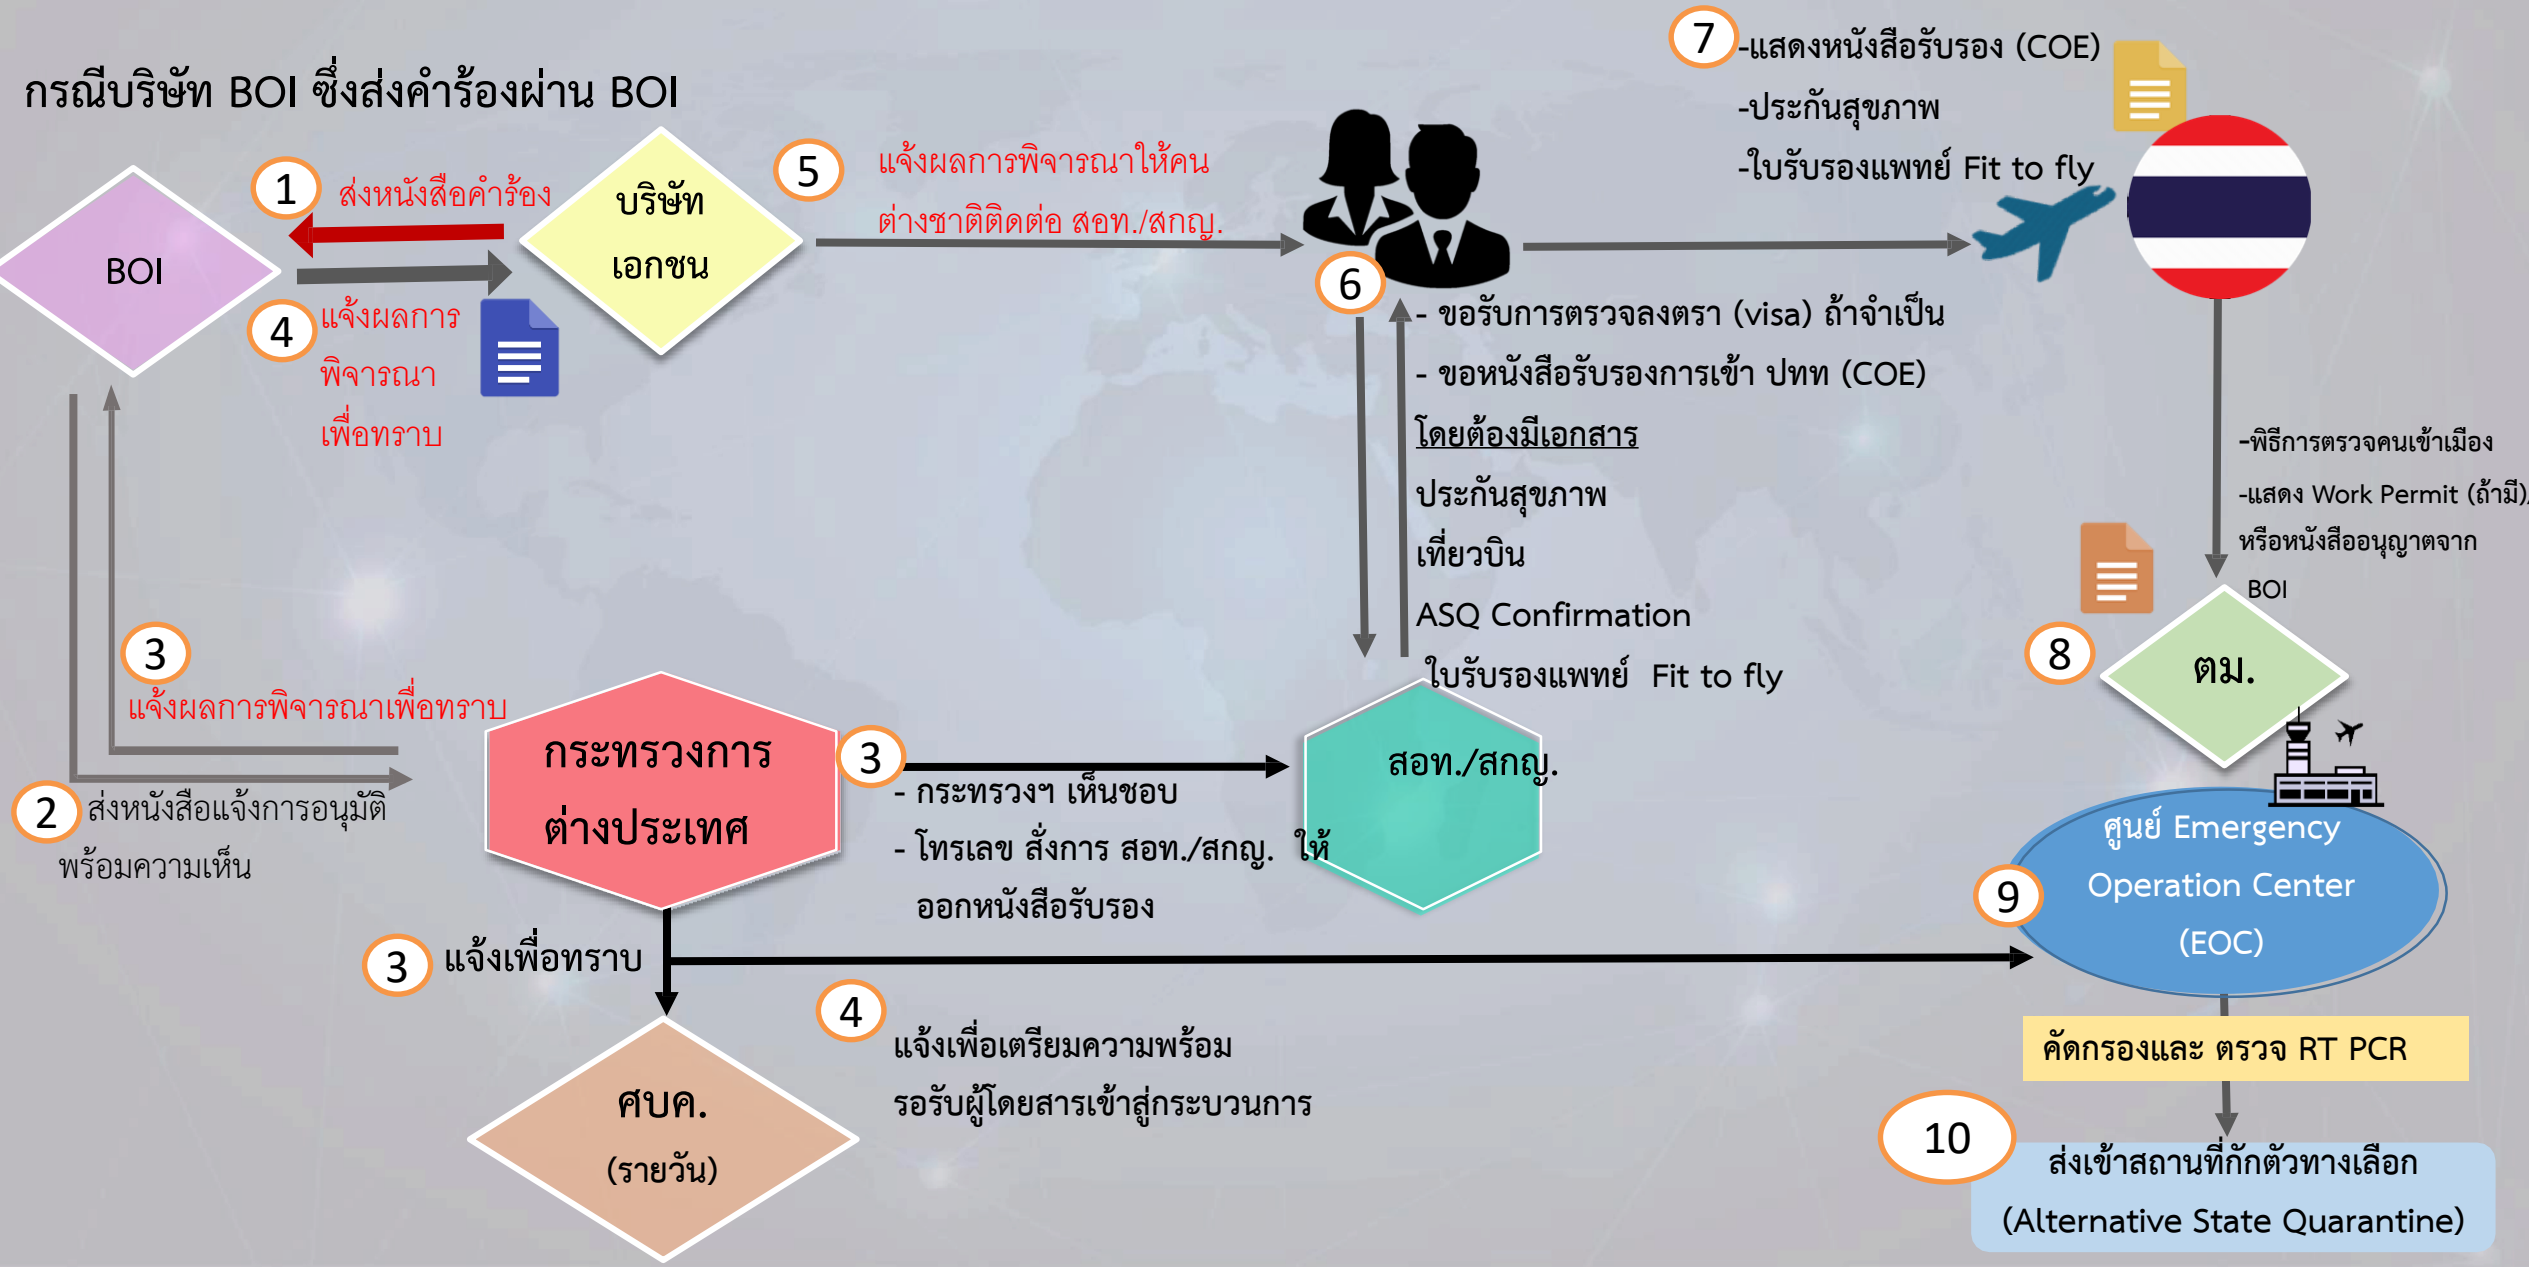 กรณีบริษัท BOI ซึ่งส่งคำร้องผ่าน BOI
BOI
1
ส่งหนังสือคำร้อง
บริษัท
เอกชน
4
แจ้งผลการ
พิจารณา
เพื่อทราบ
5
แจ้งผลการพิจารณาให้คน
ต่างชาติติดต่อ สอท./สกญ.
7
-แสดงหนังสือรับรอง (COE)
-ประกันสุขภาพ
-ใบรับรองแพทย์ Fit to fly
6
- ขอรับการตรวจลงตรา (visa) ถ้าจำเป็น
- ขอหนังสือรับรองการเข้า ปทท (COE)
โดยต้องมีเอกสาร
ประกันสุขภาพ
เที่ยวบิน
ASQ Confirmation
ใบรับรองแพทย์ Fit to fly
-พิธีการตรวจคนเข้าเมือง
-แสดง Work Permit (ถ้ามี)/
หรือหนังสืออนุญาตจาก
BOI
8
ตม.
3
แจ้งผลการพิจารณาเพื่อทราบ
2
ส่งหนังสือแจ้งการอนุมัติ
พร้อมความเห็น
กระทรวงการ
ต่างประเทศ
3
- กระทรวงฯ เห็นชอบ
- โทรเลข สั่งการ สอท./สกญ. ให้
ออกหนังสือรับรอง
สอท./สกญ.
3
แจ้งเพื่อทราบ
4
แจ้งเพื่อเตรียมความพร้อม
รอรับผู้โดยสารเข้าสู่กระบวนการ
ศบค.
(รายวัน)
9
ศูนย์ Emergency
Operation Center
(EOC)
คัดกรองและ ตรวจ RT PCR
10
ส่งเข้าสถานที่กักตัวทางเลือก
(Alternative State Quarantine)